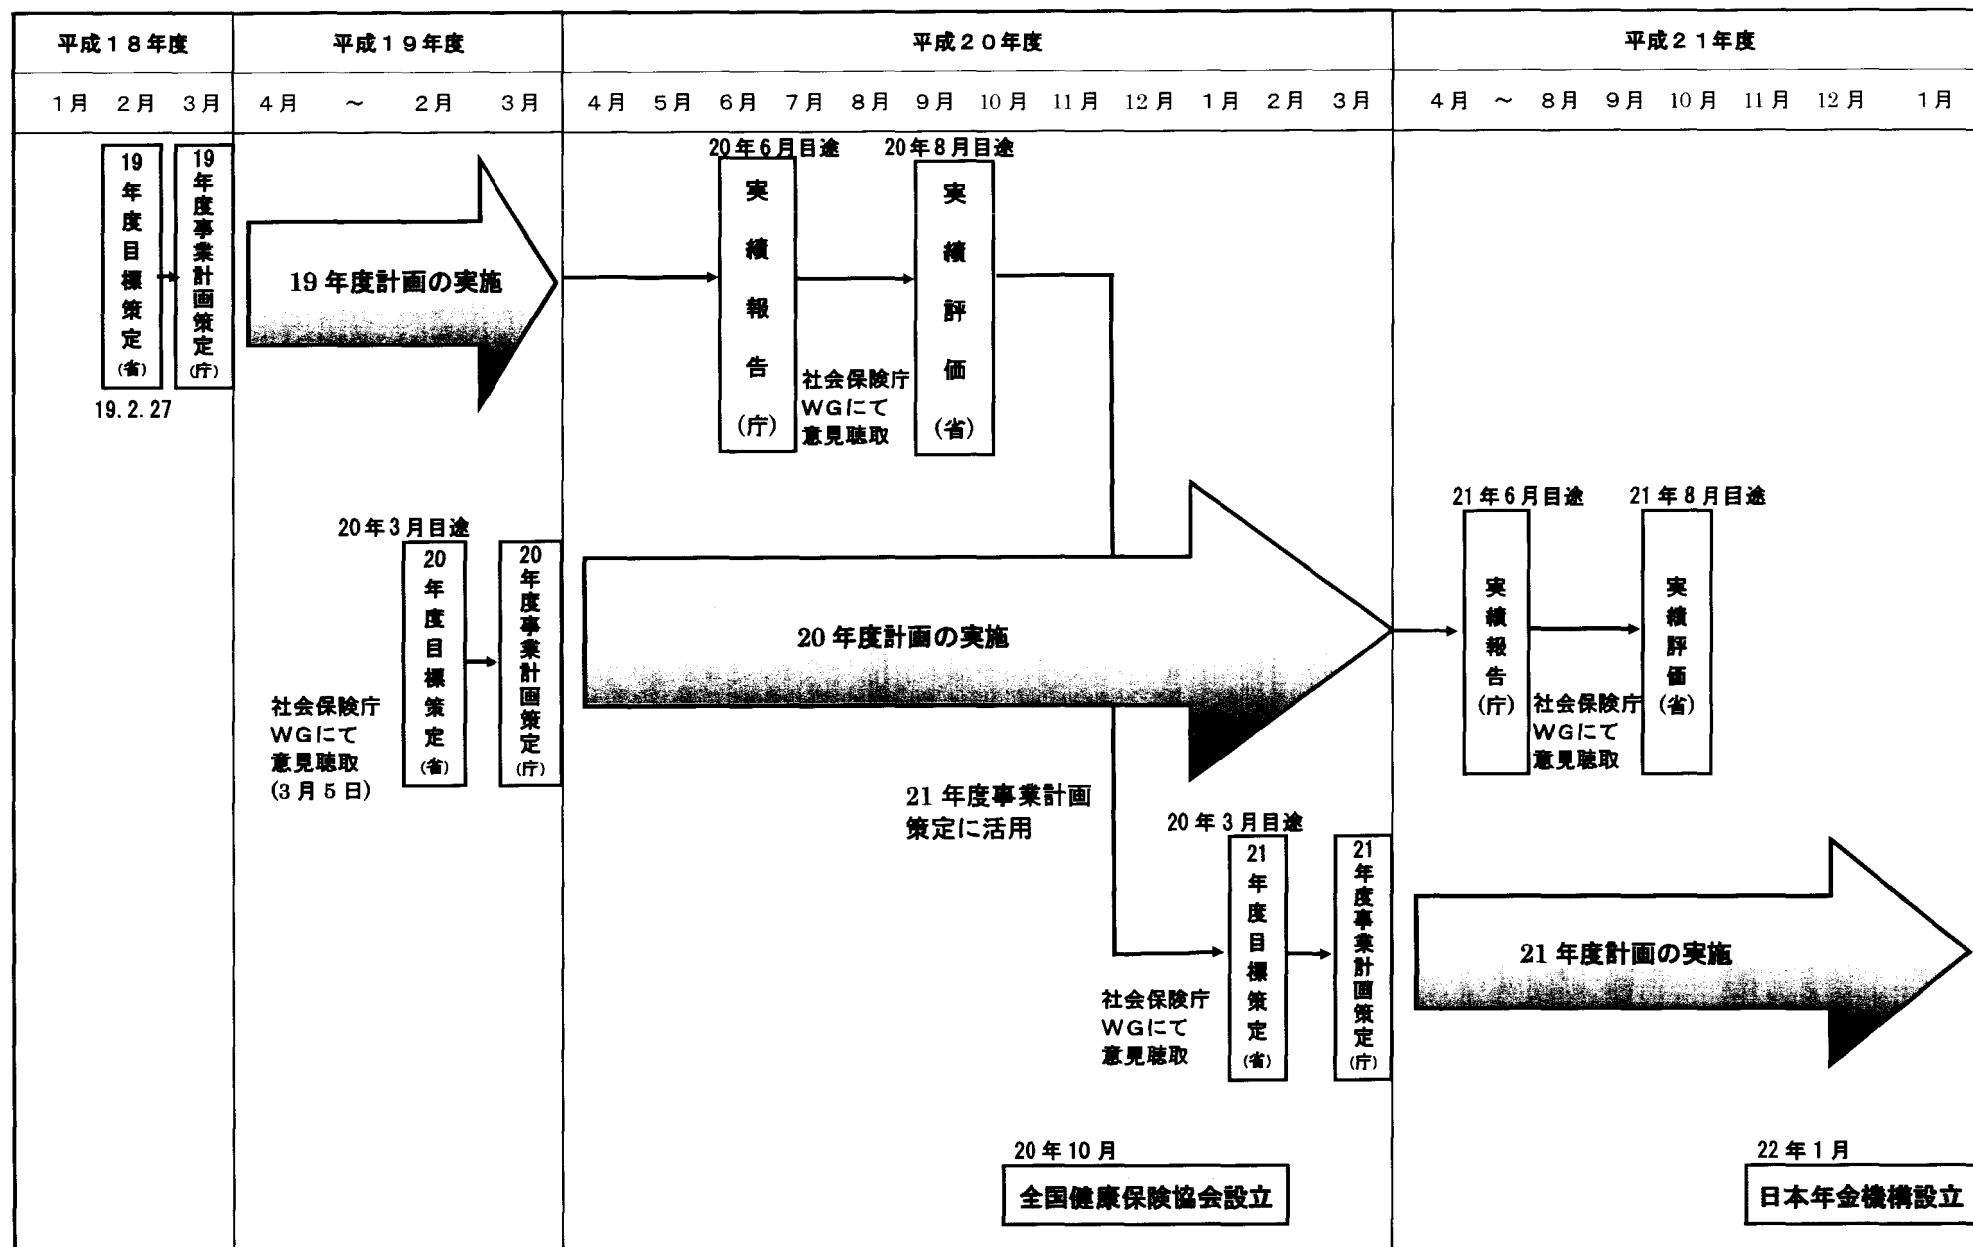 平成18年度
平成19年度
平成20年度
平成21年度
1月 2月 3月
4月 ～ 2月 3月
4月 5月 6月 7月 8月 9月 10月 11月 12月 1月 2月 3月
4月 ～ 8月 9月 10月 11月 12月 1月
19年度目標策定(省)
19.2.27
19年度事業計画策定(庁)
19年度計画の実施
20年6月目途
実績報告(庁)
社会保険庁
WGにて
意見聴取
20年8月目途
実績評価(省)
20年3月目途
社会保険庁
WGにて
意見聴取
(3月5日)
20年度目標策定(省)
20年度事業計画策定(庁)
20年度計画の実施
21年6月目途
実績報告(庁)
社会保険庁
WGにて
意見聴取
21年8月目途
実績評価(省)
21年度事業計画
策定に活用
20年3月目途
社会保険庁
WGにて
意見聴取
21年度目標策定(省)
21年度事業計画策定(庁)
21年度計画の実施
20年10月
全国健康保険協会設立
22年1月
日本年金機構設立